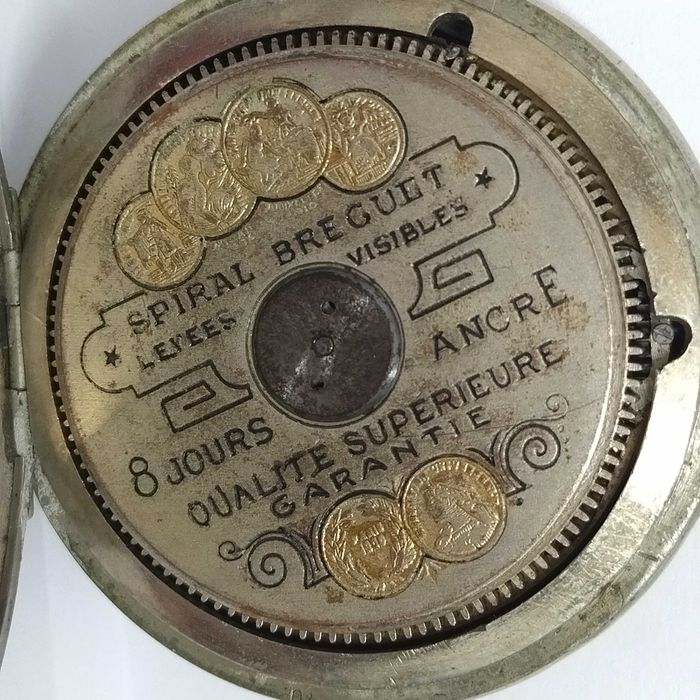 SPIRAL BREGUET
LEVEES VISIBLES
8 JOURS ANCRE
QUALITE SUPERIEURE
GARANTIE